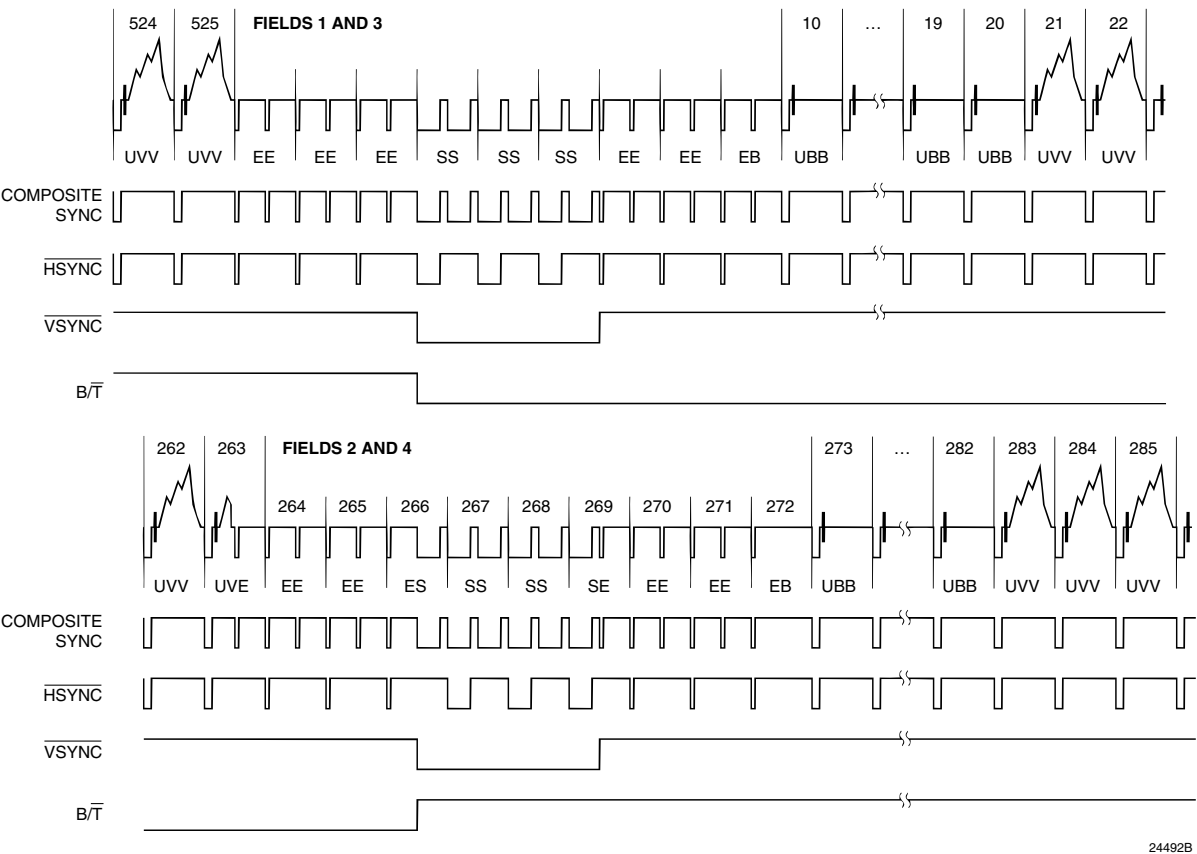 524 525 FIELDS 1 AND 3 10 … 19 20 21 22
UVV UVV EE EE EE SS SS SS EE EE EB UBB UBB UBB UVV UVV
COMPOSITE
SYNC
HSYNC
VSYNC
B/T
262 263 FIELDS 2 AND 4 273 … 282 283 284 285
264 265 266 267 268 269 270 271 272
UVV UVE EE EE ES SS SS SE EE EE EB UBB UBB UVV UVV UVV
COMPOSITE
SYNC
HSYNC
VSYNC
B/T
24492B